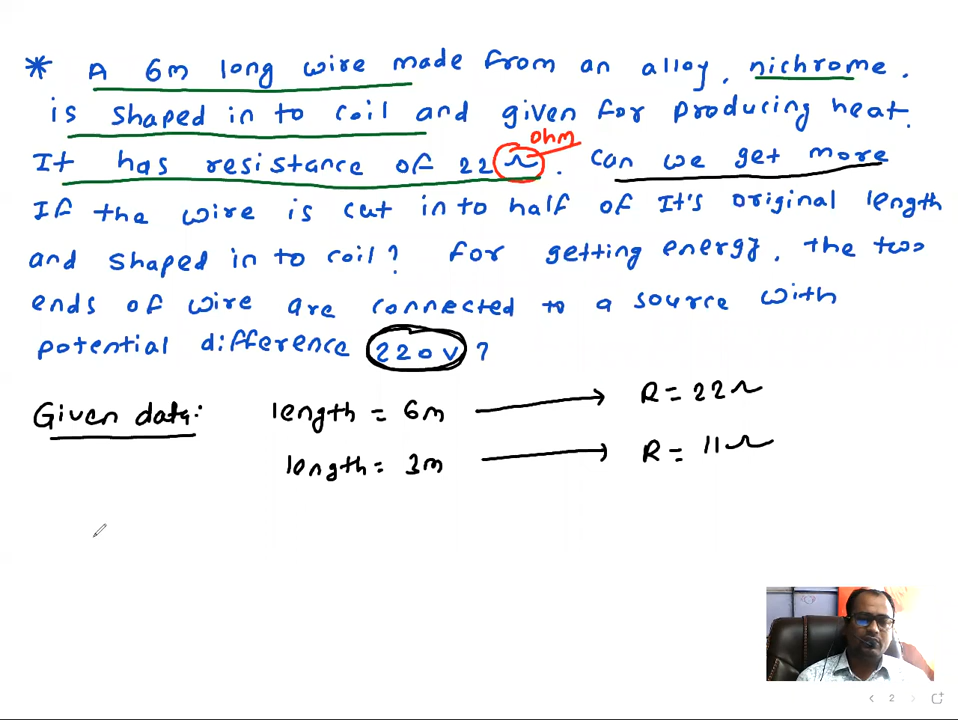 * A 6m long wire made from an alloy, nichrome.
is shaped in to coil and given for producing heat.
ohm
It has resistance of 22 Ω. Can we get more
If the wire is cut in to half of It's original length
and shaped in to coil? For getting energy, the two
ends of wire are connected to a source with
potential difference 220 V ?
Given data: length = 6m → R = 22Ω
length = 3m → R = 11Ω
2